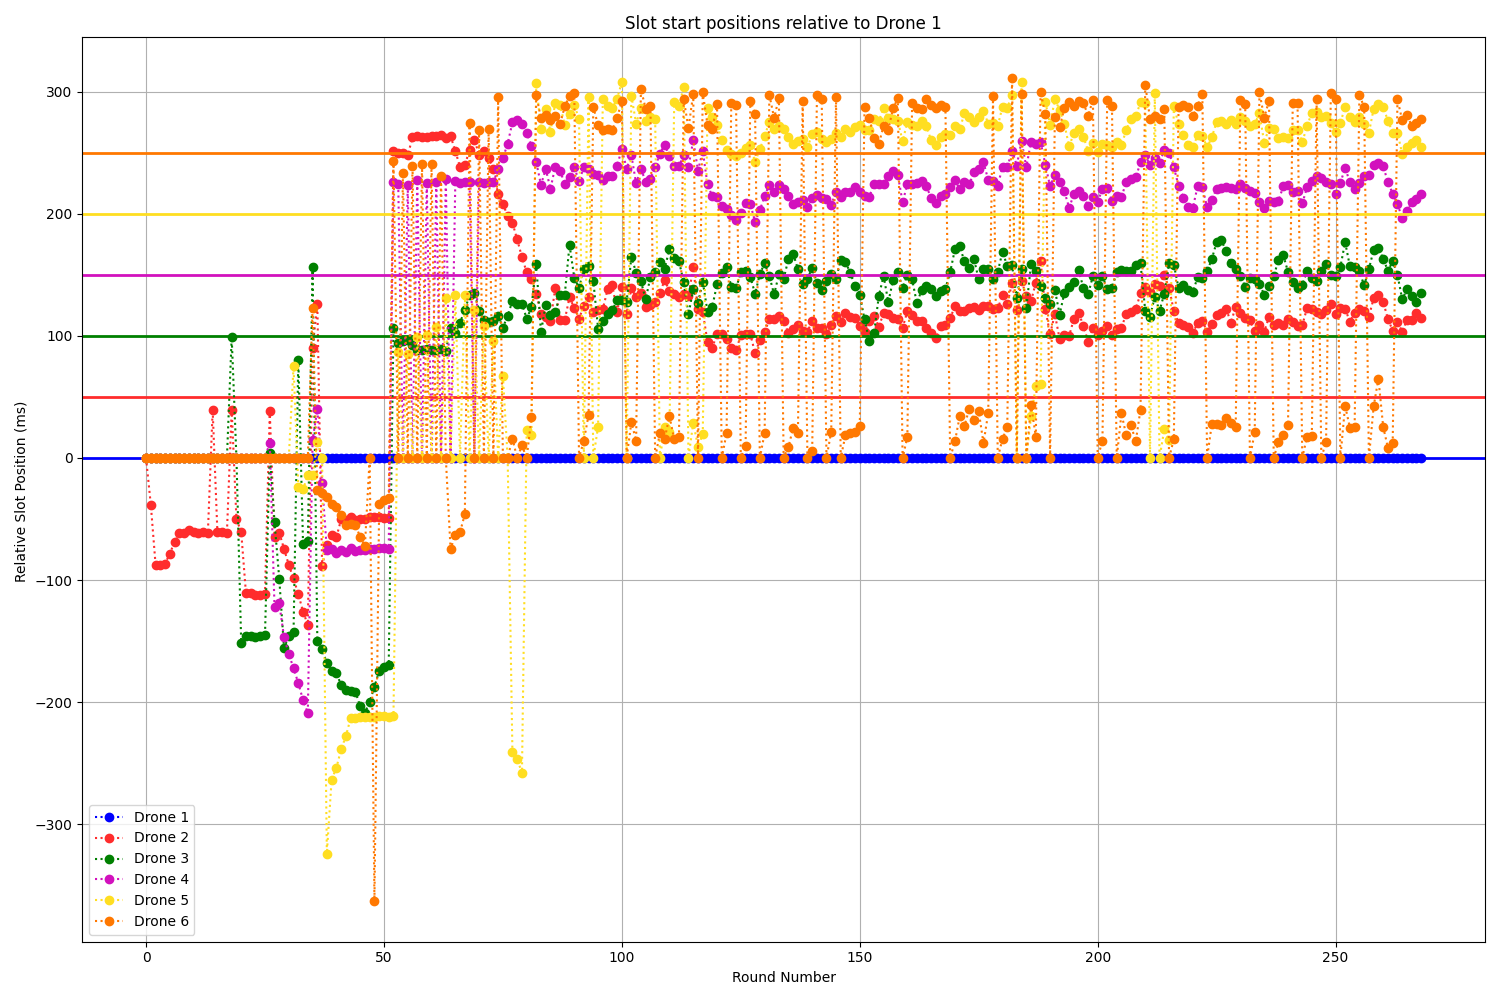 Slot start positions relative to Drone 1
Relative Slot Position (ms)
300
200
100
0
−100
−200
−300
0
50
100
150
200
250
Round Number
Drone 1
Drone 2
Drone 3
Drone 4
Drone 5
Drone 6